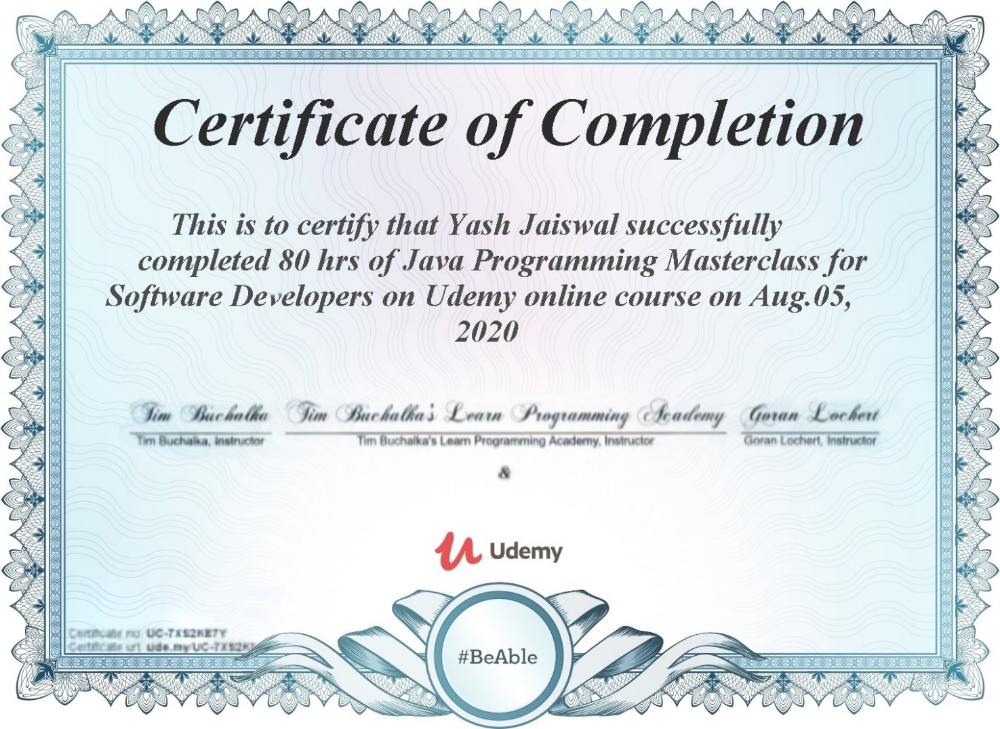 Certificate of Completion
This is to certify that Yash Jaiswal successfully
completed 80 hrs of Java Programming Masterclass for
Software Developers on Udemy online course on Aug.05,
2020
Tim Buchalka Tim Buchalka's Learn Programming Academy Goran Lochert
Tim Buchalka, Instructor Tim Buchalka's Learn Programming Academy, Instructor Goran Lochert, Instructor
&
Udemy
Certificate no: UC-7XS2KB7Y
Certificate url: ude.my/UC-7XS2K
#BeAble